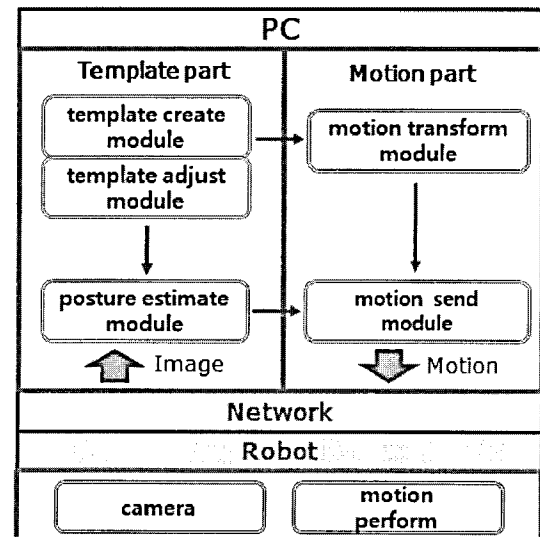 PC
Template part
Motion part
template create
module
motion transform
module
template adjust
module
posture estimate
module
motion send
module
Image
Motion
Network
Robot
camera
motion
perform